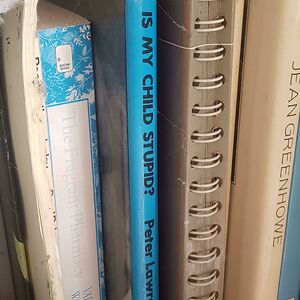 The Fragrant Pharmacy
IS MY CHILD STUPID? Peter Lawr
JEAN GREENHOWE